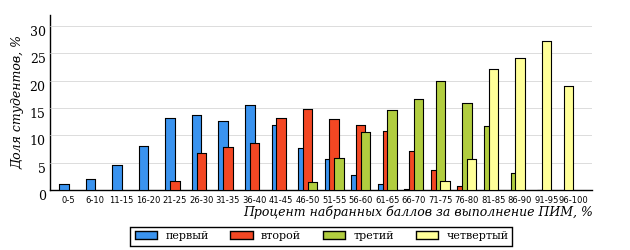 Доля студентов, %
30
25
20
15
10
5
0
0-5 6-10 11-15 16-20 21-25 26-30 31-35 36-40 41-45 46-50 51-55 56-60 61-65 66-70 71-75 76-80 81-85 86-90 91-95 96-100
Процент набранных баллов за выполнение ПИМ, %
первый второй третий четвертый